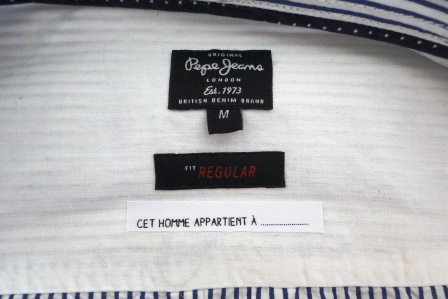 ORIGINAL
Pepe Jeans
LONDON
Est. 1973
BRITISH DENIM BRAND
M
FIT REGULAR
CET HOMME APPARTIENT À ....................